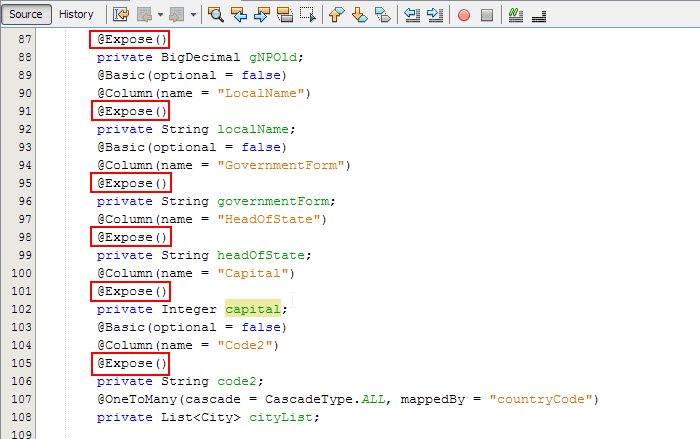 Source History
87 @Expose()
88 private BigDecimal gNPOld;
89 @Basic(optional = false)
90 @Column(name = "LocalName")
91 @Expose()
92 private String localName;
93 @Basic(optional = false)
94 @Column(name = "GovernmentForm")
95 @Expose()
96 private String governmentForm;
97 @Column(name = "HeadOfState")
98 @Expose()
99 private String headOfState;
100 @Column(name = "Capital")
101 @Expose()
102 private Integer capital;
103 @Basic(optional = false)
104 @Column(name = "Code2")
105 @Expose()
106 private String code2;
107 @OneToMany(cascade = CascadeType.ALL, mappedBy = "countryCode")
108 private List<City> cityList;
109